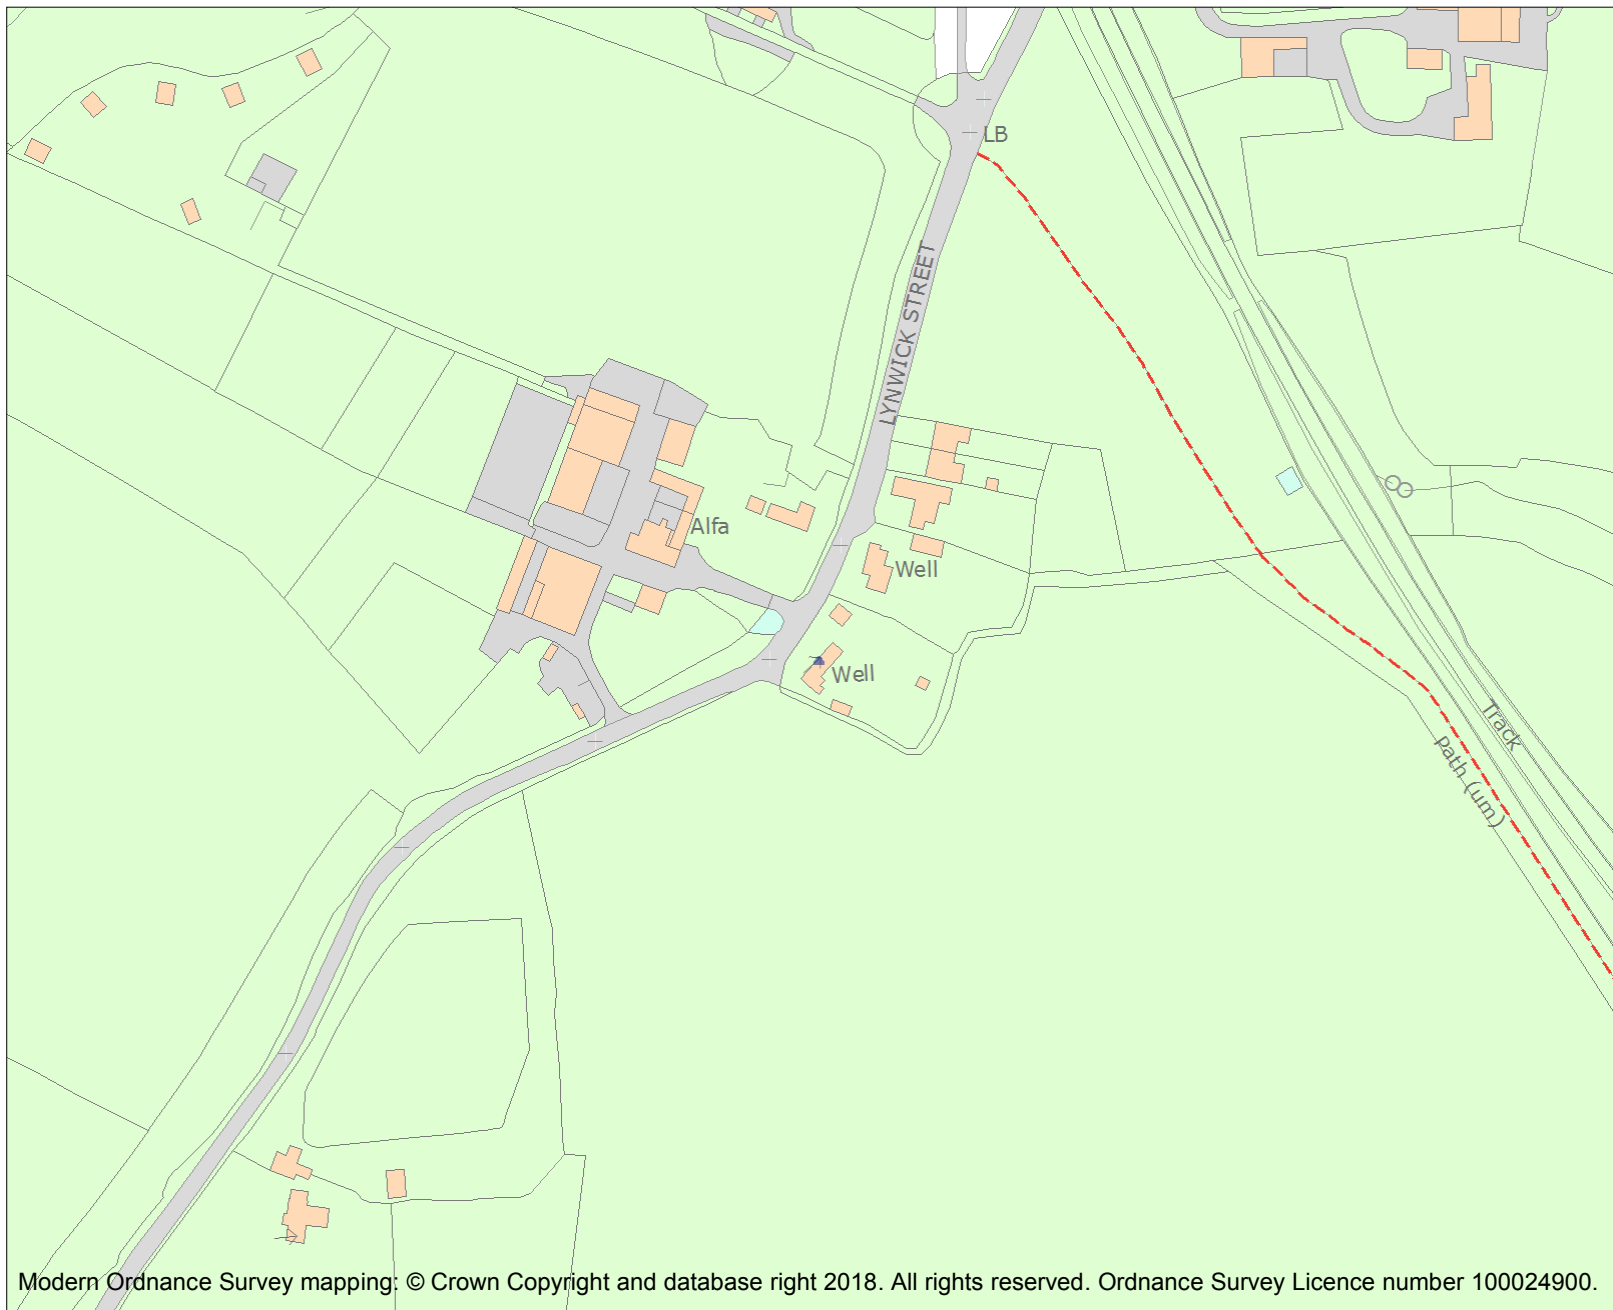 LB
LYNWICK STREET
Alfa
Well
Well
Track
Path (um)
Modern Ordnance Survey mapping: © Crown Copyright and database right 2018. All rights reserved. Ordnance Survey Licence number 100024900.